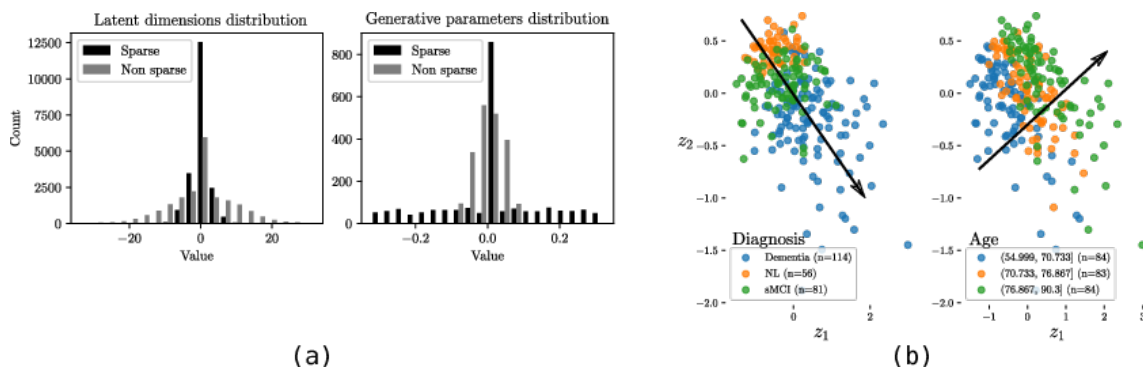 Latent dimensions distribution
Sparse
Non sparse
12500
10000
7500
5000
2500
0
Count
−20
0
20
Value
Generative parameters distribution
Sparse
Non sparse
800
600
400
200
0
−0.2
0.0
0.2
Value
(a)
0.5
0.0
−0.5
−1.0
−1.5
−2.0
z2
Diagnosis
Dementia (n=114)
NL (n=56)
sMCI (n=81)
0
2
z1
0.5
0.0
−0.5
−1.0
−1.5
−2.0
Age
(54.999, 70.733] (n=84)
(70.733, 76.867] (n=83)
(76.867, 90.3] (n=84)
−1
0
1
2
3
z1
(b)